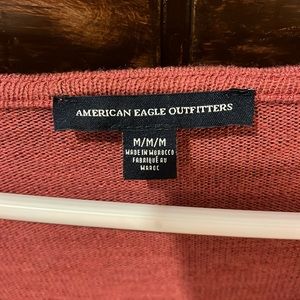 AMERICAN EAGLE OUTFITTERS
M/M/M
MADE IN MOROCCO
FABRIQUÉ AU
MAROC